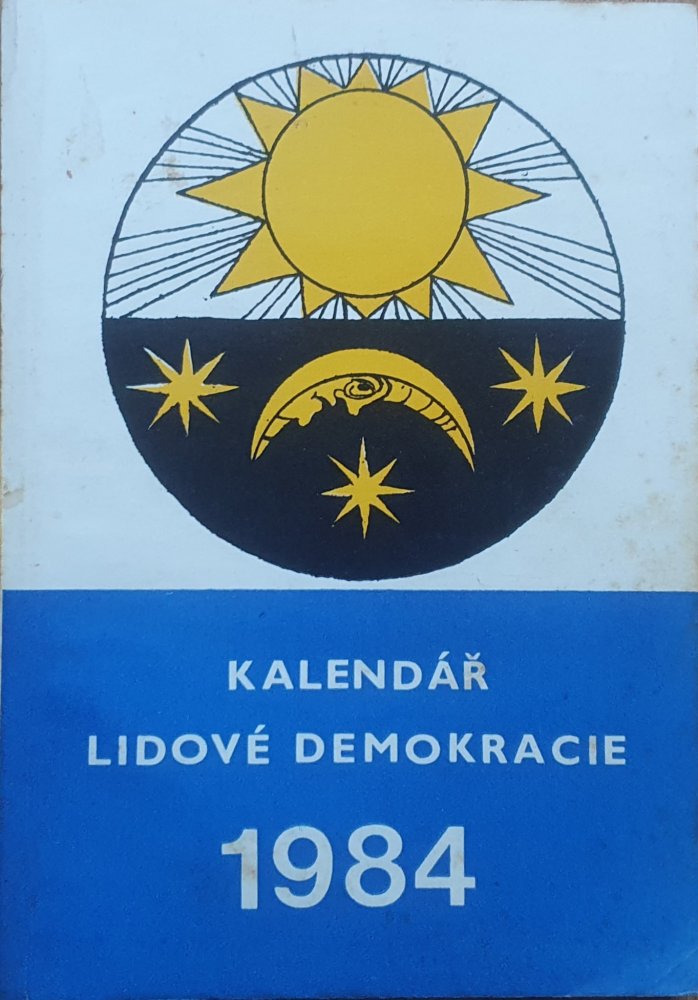 KALENDÁŘ
LIDOVÉ DEMOKRACIE
1984